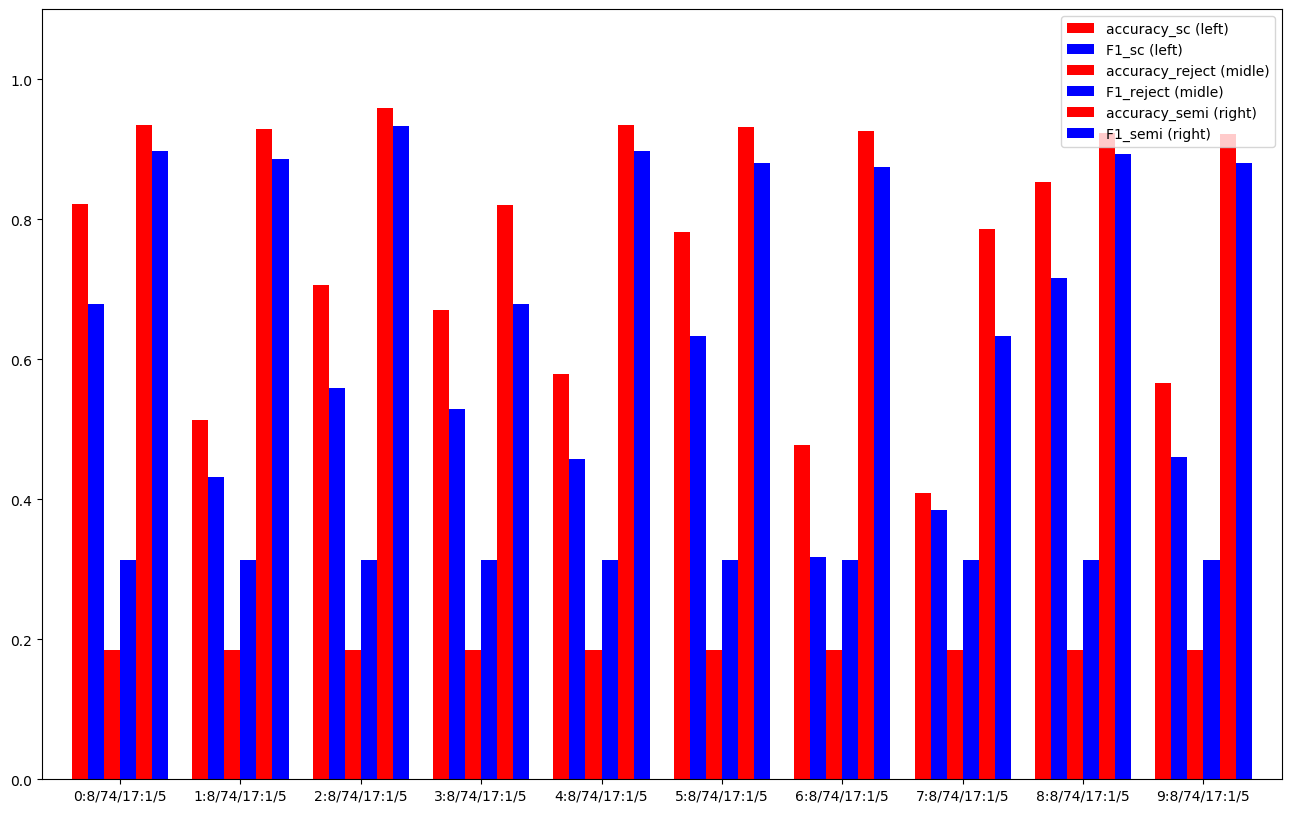 accuracy_sc (left)
F1_sc (left)
accuracy_reject (midle)
F1_reject (midle)
accuracy_semi (right)
F1_semi (right)
1.0
0.8
0.6
0.4
0.2
0.0
0:8/74/17:1/5 1:8/74/17:1/5 2:8/74/17:1/5 3:8/74/17:1/5 4:8/74/17:1/5 5:8/74/17:1/5 6:8/74/17:1/5 7:8/74/17:1/5 8:8/74/17:1/5 9:8/74/17:1/5